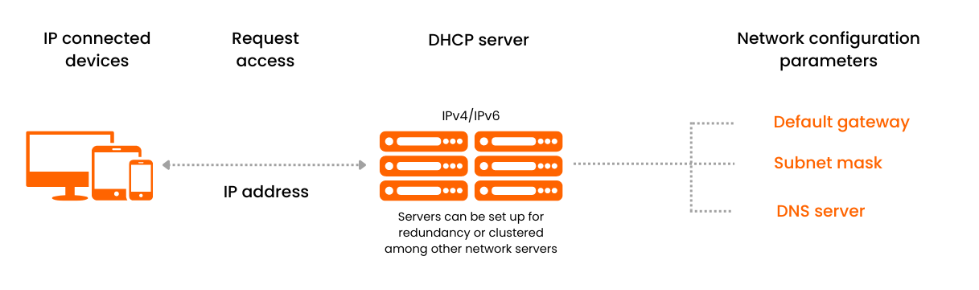 IP connected
devices
Request
access
DHCP server
Network configuration
parameters
IPv4/IPv6
IP address
Servers can be set up for
redundancy or clustered
among other network servers
Default gateway
Subnet mask
DNS server